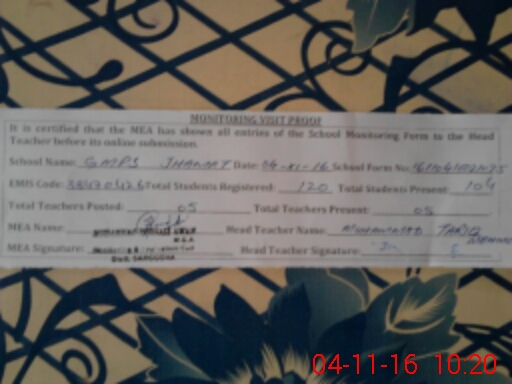 MONITORING VISIT PROOF
It is certified that the MEA has shown all entries of the School Monitoring Form to the Head
Teacher before its online submission.
School Name: GMPS JHAMAT Date: 04-XI-16 School Form No:
EMIS Code: Total Students Registered: 120 Total Students Present: 104
Total Teachers Posted: 05 Total Teachers Present: 05
MEA Name: Head Teacher Name: MUHAMMAD TARIQ
M.E.A
MEA Signature: Head Teacher Signature:
SARGODHA
04-11-16 10:20